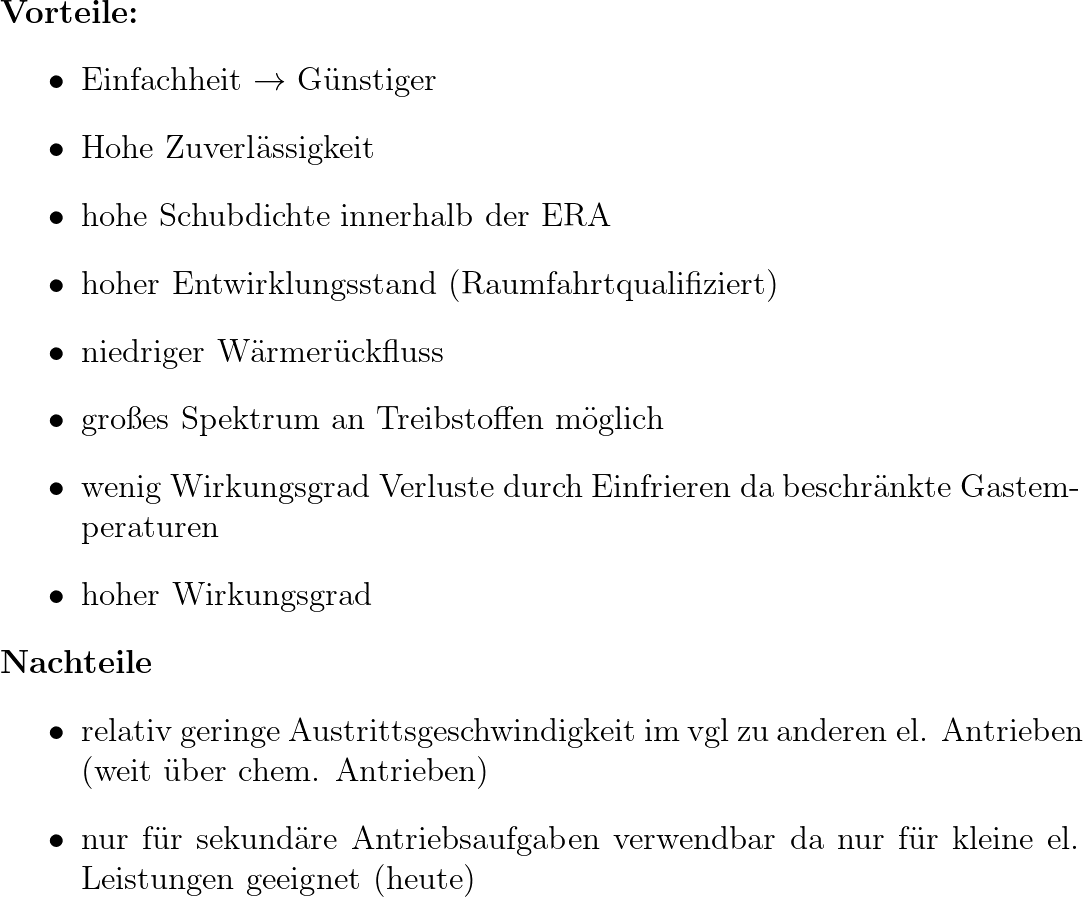 Vorteile:
• Einfachheit → Günstiger
• Hohe Zuverlässigkeit
• hohe Schubdichte innerhalb der ERA
• hoher Entwirklungsstand (Raumfahrtqualifiziert)
• niedriger Wärmerückfluss
• großes Spektrum an Treibstoffen möglich
• wenig Wirkungsgrad Verluste durch Einfrieren da beschränkte Gastem-
peraturen
• hoher Wirkungsgrad
Nachteile
• relativ geringe Austrittsgeschwindigkeit im vgl zu anderen el. Antrieben
(weit über chem. Antrieben)
• nur für sekundäre Antriebsaufgaben verwendbar da nur für kleine el.
Leistungen geeignet (heute)